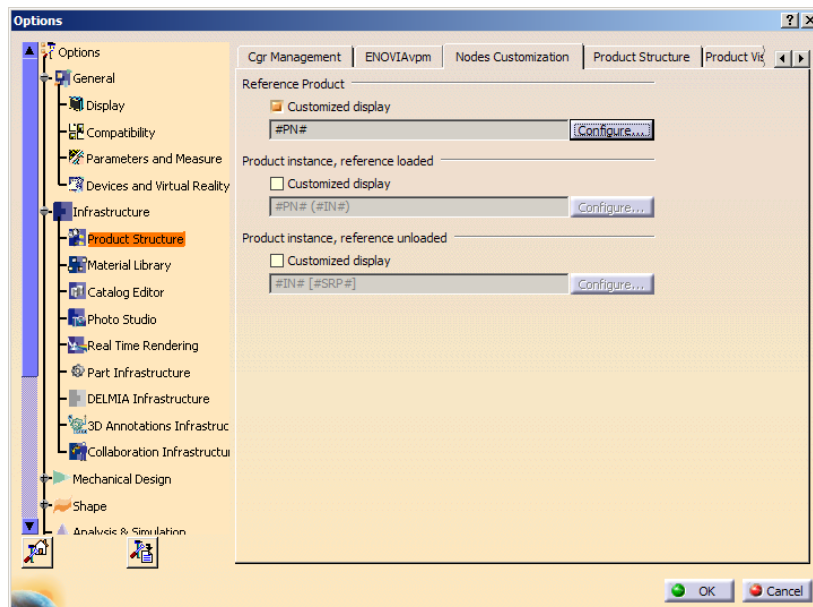 Options
Options
General
Display
Compatibility
Parameters and Measure
Devices and Virtual Reality
Infrastructure
Product Structure
Material Library
Catalog Editor
Photo Studio
Real Time Rendering
Part Infrastructure
DELMIA Infrastructure
3D Annotations Infrastruc
Collaboration Infrastructu
Mechanical Design
Shape
Analysis & Simulation
Cgr Management
ENOVIAvpm
Nodes Customization
Product Structure
Product Vis
Reference Product
Customized display
#PN#
Configure...
Product instance, reference loaded
Customized display
#PN# (#IN#)
Configure...
Product instance, reference unloaded
Customized display
#IN# [#SRP#]
Configure...
OK
Cancel